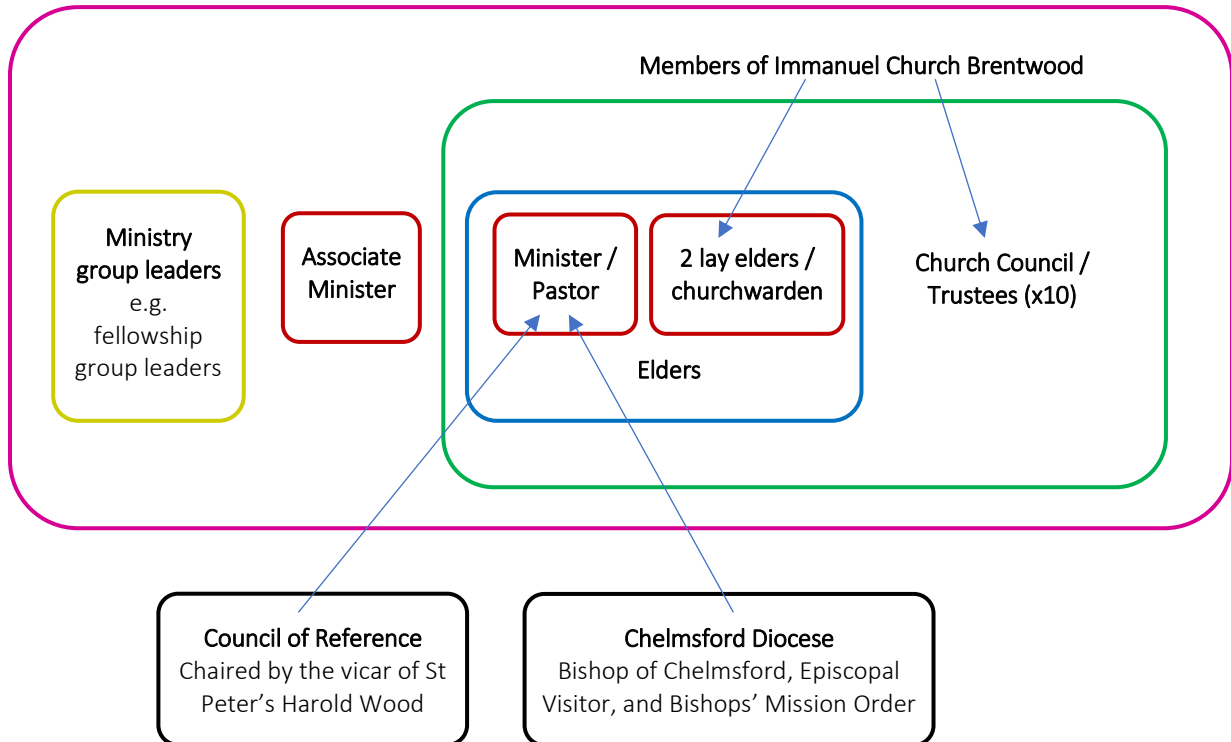 Members of Immanuel Church Brentwood
Ministry
group leaders
e.g.
fellowship
group leaders
Associate
Minister
Minister /
Pastor
2 lay elders /
churchwarden
Elders
Church Council /
Trustees (x10)
Council of Reference
Chaired by the vicar of St
Peter’s Harold Wood
Chelmsford Diocese
Bishop of Chelmsford, Episcopal
Visitor, and Bishops’ Mission Order